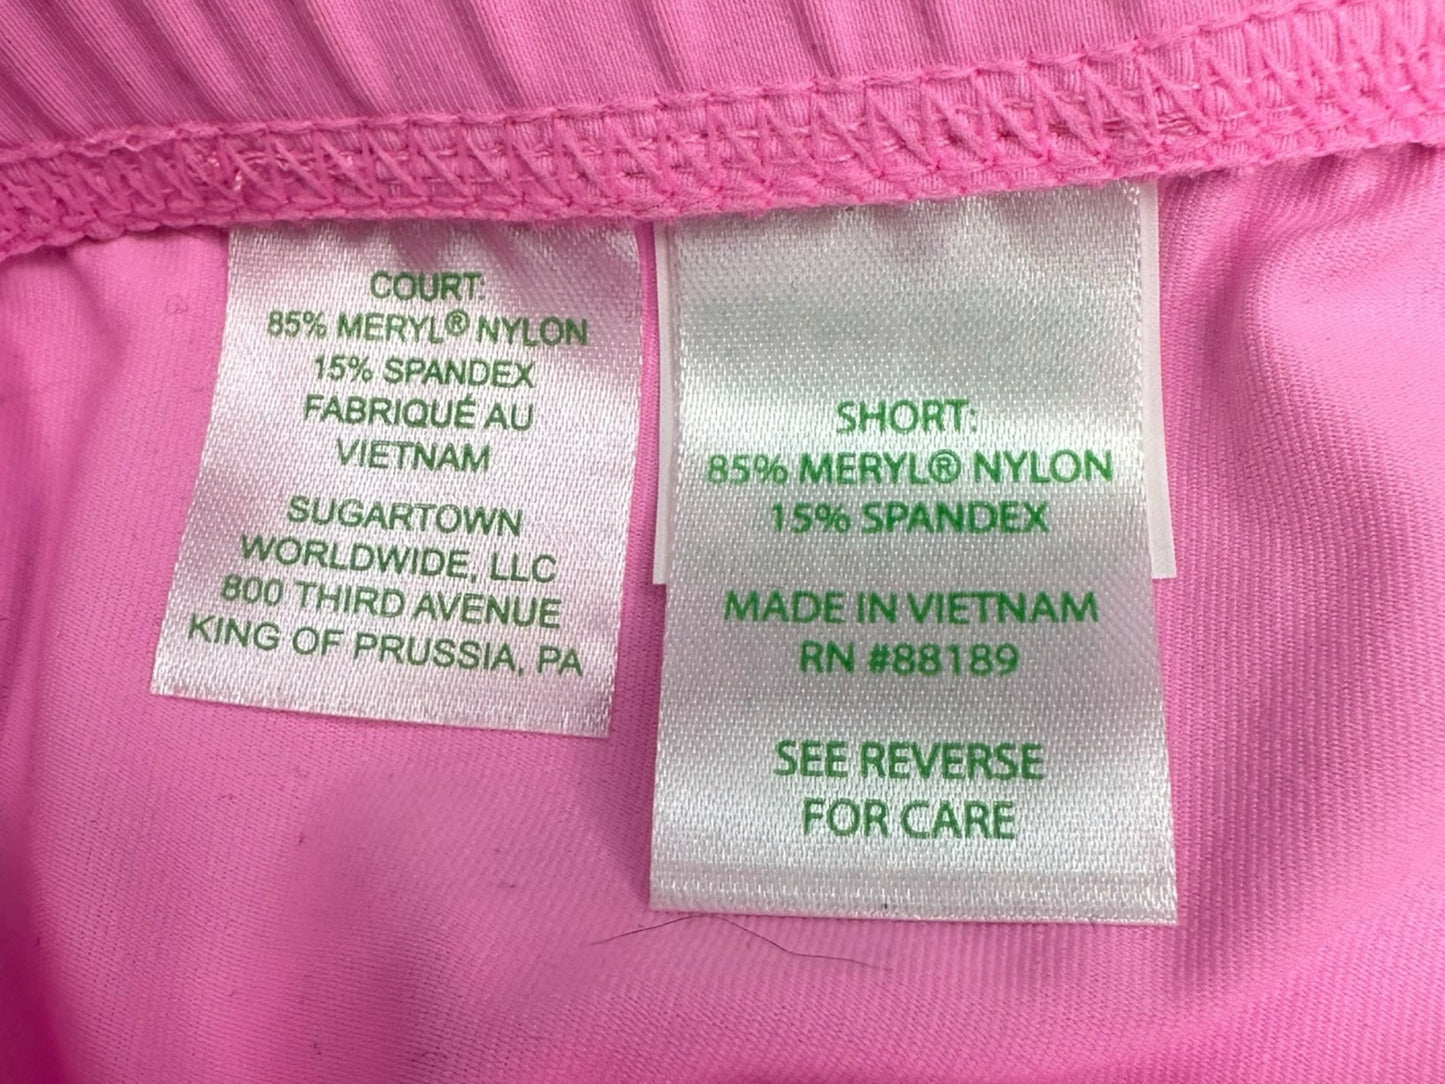 COURT:
85% MERYL® NYLON
15% SPANDEX
FABRIQUÉ AU
VIETNAM
SUGARTOWN
WORLDWIDE, LLC
800 THIRD AVENUE
KING OF PRUSSIA, PA
SHORT:
85% MERYL® NYLON
15% SPANDEX
MADE IN VIETNAM
RN #88189
SEE REVERSE
FOR CARE